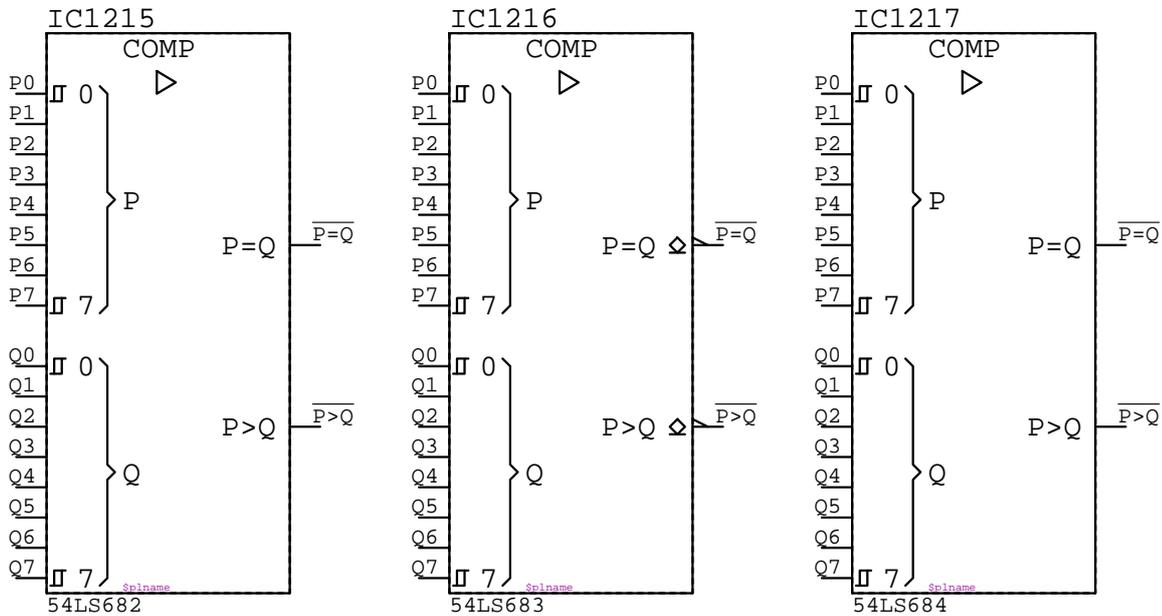 IC1215
COMP
P0
0
P1
P2
P3
P
P4
P5
P=Q
P=Q
P6
P7
7
Q0
0
Q1
Q2
P>Q
P>Q
Q3
Q
Q4
Q5
Q6
Q7
7
$plname
54LS682
IC1216
COMP
P0
0
P1
P2
P3
P
P4
P5
P=Q
P=Q
P6
P7
7
Q0
0
Q1
Q2
P>Q
P>Q
Q3
Q
Q4
Q5
Q6
Q7
7
$plname
54LS683
IC1217
COMP
P0
0
P1
P2
P3
P
P4
P5
P=Q
P=Q
P6
P7
7
Q0
0
Q1
Q2
P>Q
P>Q
Q3
Q
Q4
Q5
Q6
Q7
7
$plname
54LS684